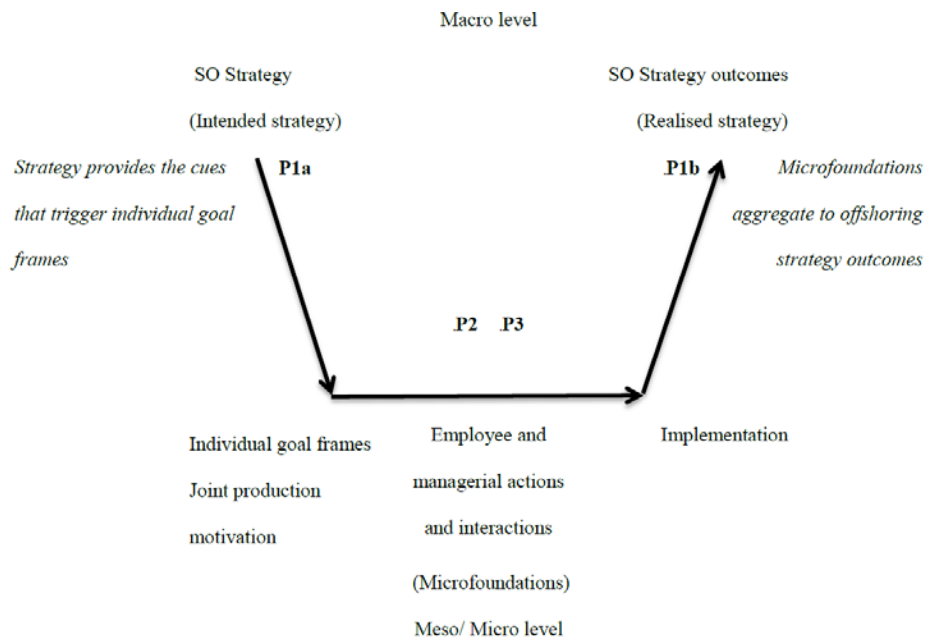 Macro level
SO Strategy
(Intended strategy)
SO Strategy outcomes
(Realised strategy)
Strategy provides the cues
that trigger individual goal
frames
P1a
.P1b
Microfoundations
aggregate to offshoring
strategy outcomes
.P2 .P3
Individual goal frames
Joint production
motivation
Employee and
managerial actions
and interactions
(Microfoundations)
Meso/ Micro level
Implementation